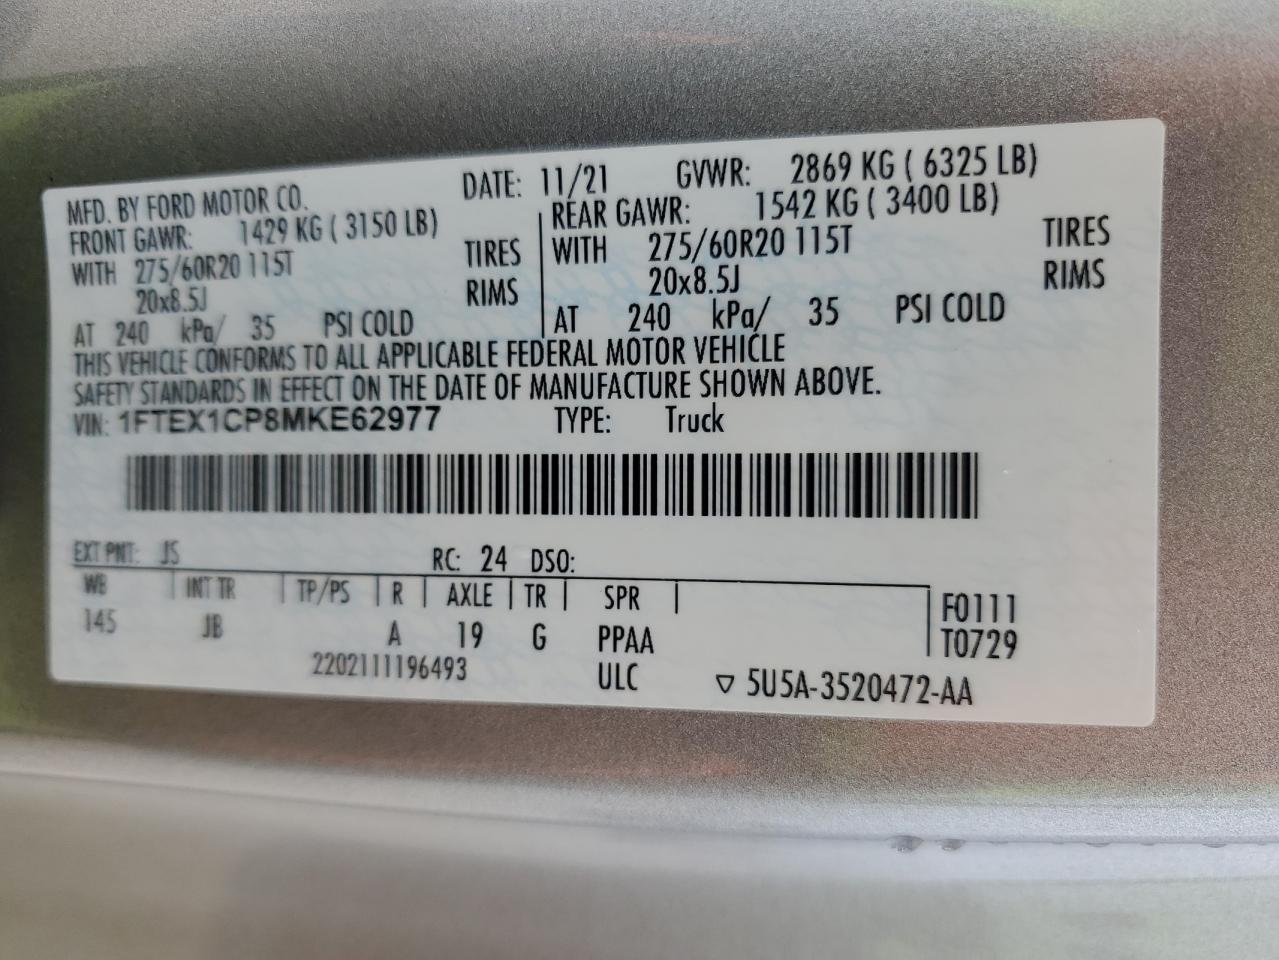 MFD. BY FORD MOTOR CO. DATE: 11/21 GVWR: 2869 KG ( 6325 LB)
FRONT GAWR: 1429 KG ( 3150 LB) REAR GAWR: 1542 KG ( 3400 LB)
WITH 275/60R20 115T TIRES WITH 275/60R20 115T TIRES
20x8.5J RIMS 20x8.5J RIMS
AT 240 kPa/ 35 PSI COLD AT 240 kPa/ 35 PSI COLD
THIS VEHICLE CONFORMS TO ALL APPLICABLE FEDERAL MOTOR VEHICLE
SAFETY STANDARDS IN EFFECT ON THE DATE OF MANUFACTURE SHOWN ABOVE.
VIN: 1FTEX1CP8MKE62977 TYPE: Truck
EXT PNT: JS RC: 24 DSO:
WB INT TR TP/PS R AXLE TR SPR F0111
145 JB A 19 G PPAA T0729
2202111196493 ULC ▽ 5U5A-3520472-AA